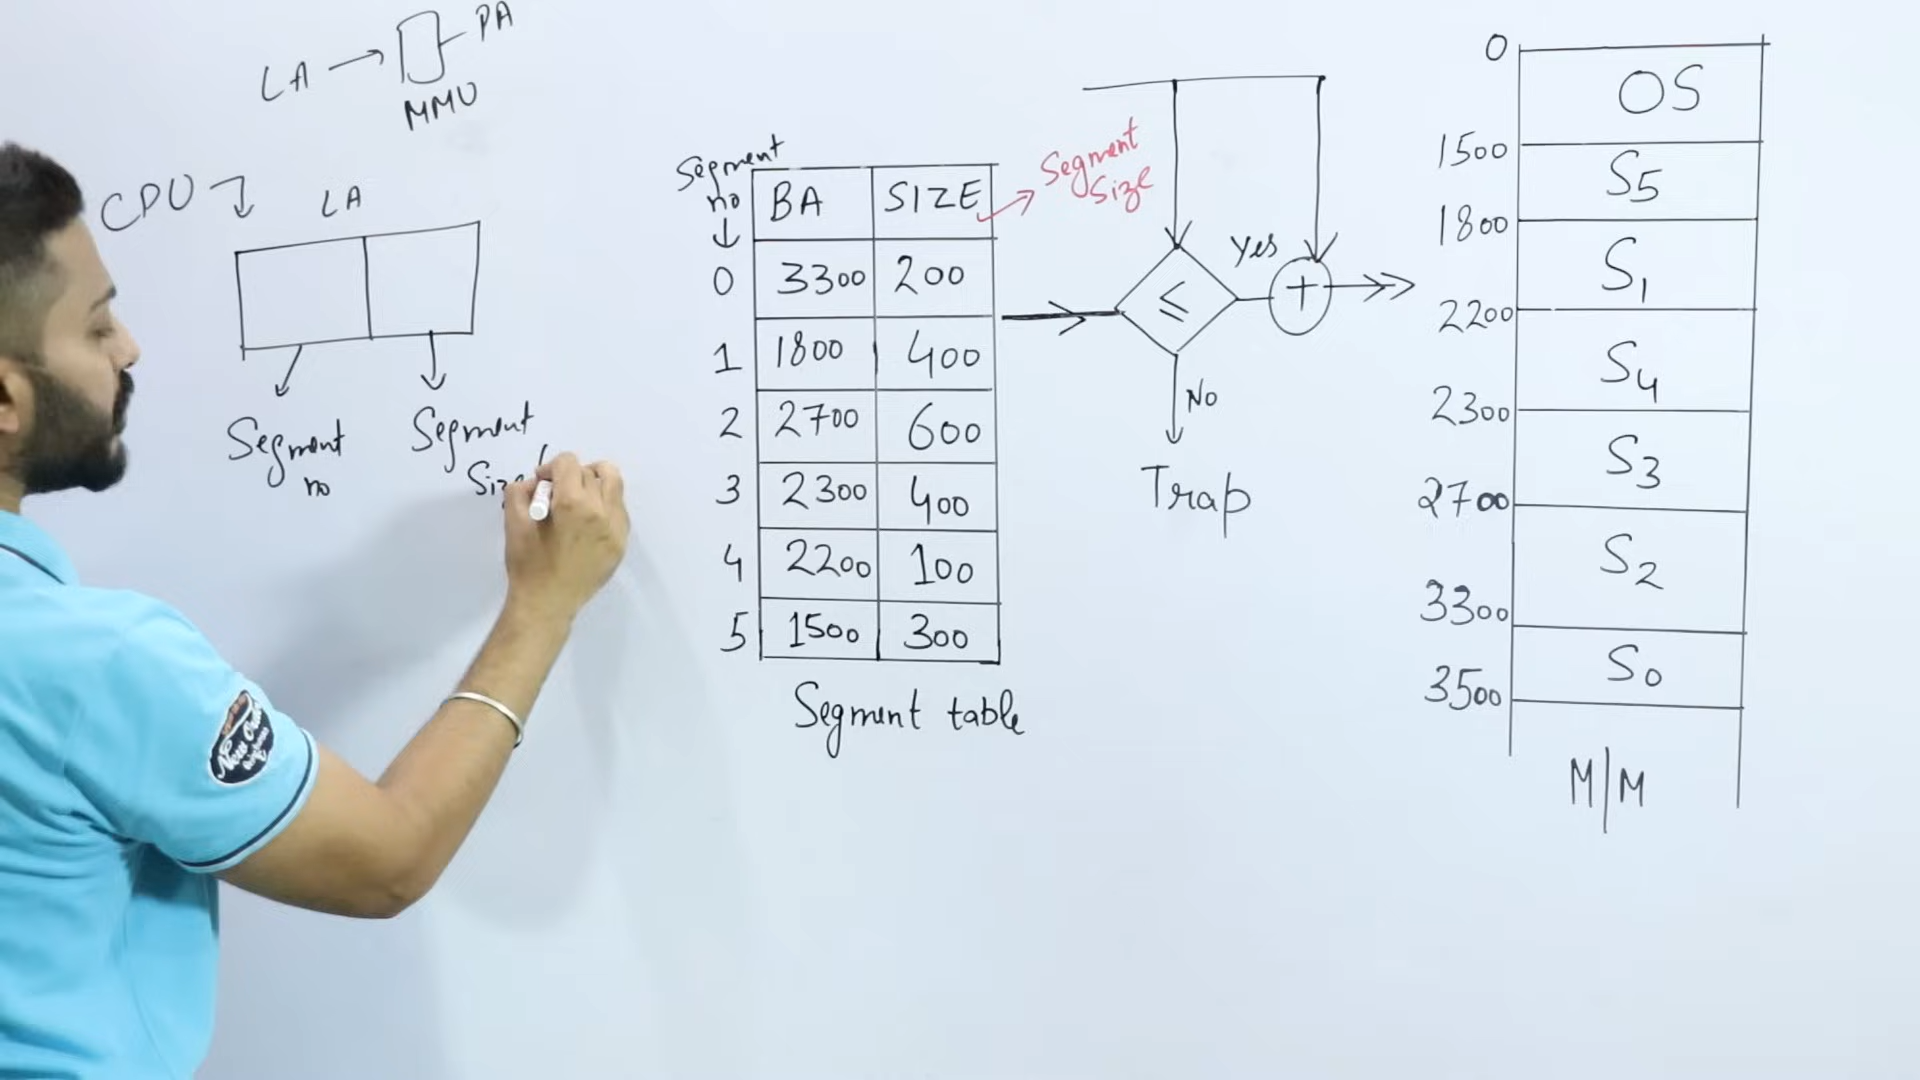 LA → PA
MMU
CPU LA
Segment no
Segment
Segment
no
BA SIZE
0 3300 200
1 1800 400
2 2700 600
3 2300 400
4 2200 100
5 1500 300
Segment table
Segment
Size
≤
Yes
+
No
Trap
0
OS
1500
S5
1800
S1
2200
S4
2300
S3
2700
S2
3300
S0
3500
M/M
New